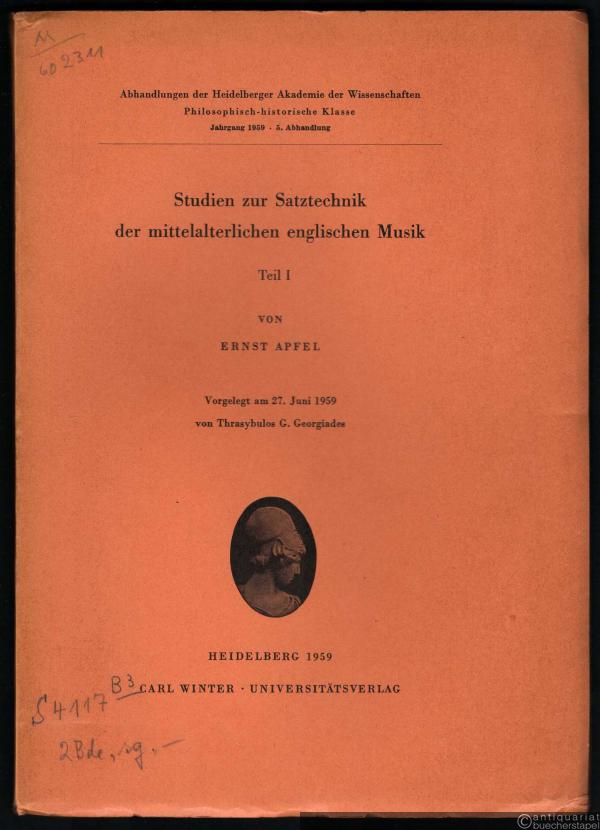 M
602311
Abhandlungen der Heidelberger Akademie der Wissenschaften
Philosophisch-historische Klasse
Jahrgang 1959 · 5. Abhandlung
Studien zur Satztechnik
der mittelalterlichen englischen Musik
Teil I
VON
ERNST APFEL
Vorgelegt am 27. Juni 1959
von Thrasybulos G. Georgiades
HEIDELBERG 1959
CARL WINTER · UNIVERSITÄTSVERLAG
S 4117 B3
2 Bde,
antiquariat
buecherstapel